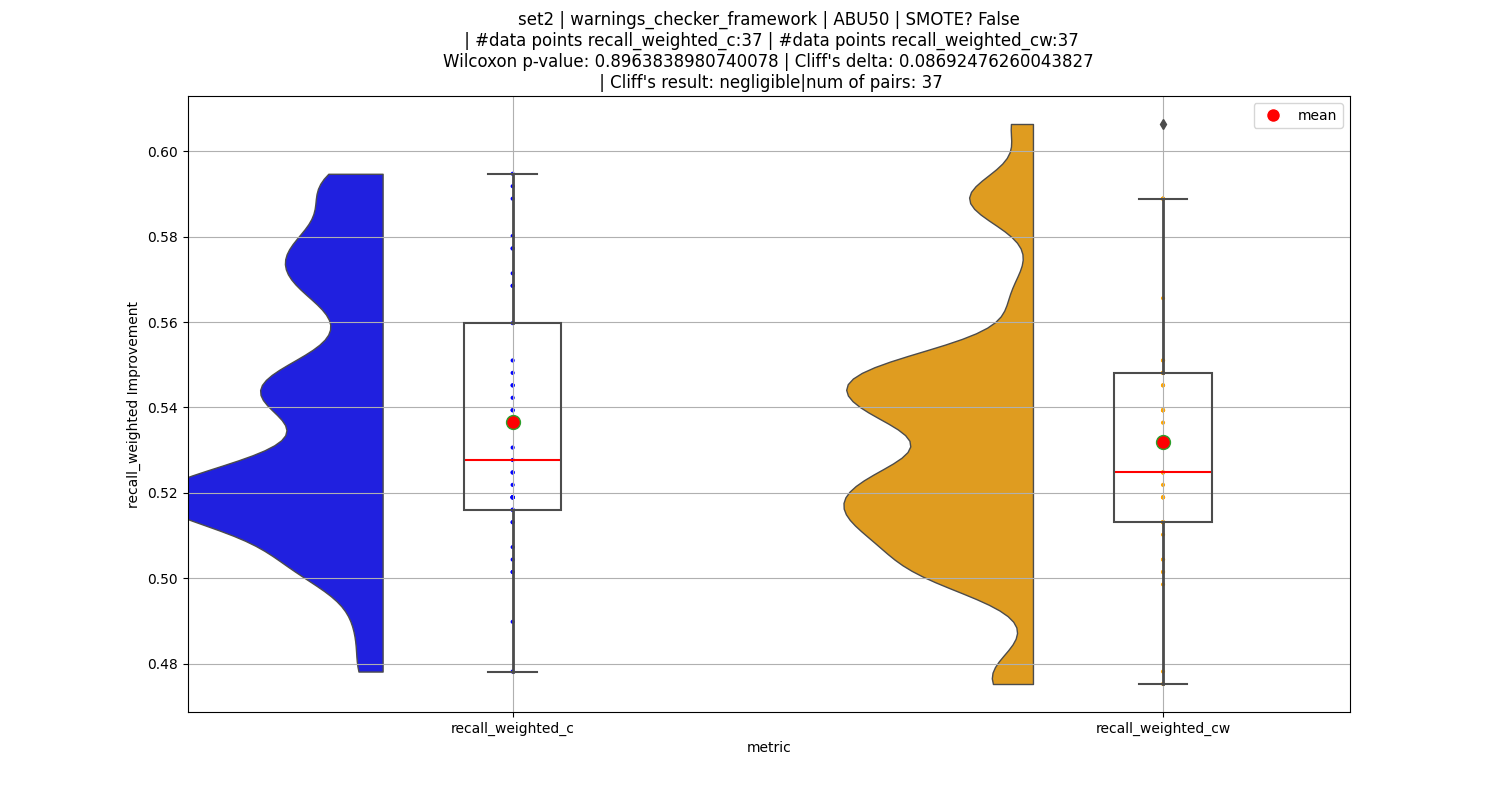 set2 | warnings_checker_framework | ABU50 | SMOTE? False
| #data points recall_weighted_c:37 | #data points recall_weighted_cw:37
Wilcoxon p-value: 0.8963838980740078 | Cliff's delta: 0.08692476260043827
| Cliff's result: negligible|num of pairs: 37
mean
0.60
0.58
0.56
0.54
0.52
0.50
0.48
recall_weighted Improvement
recall_weighted_c
recall_weighted_cw
metric